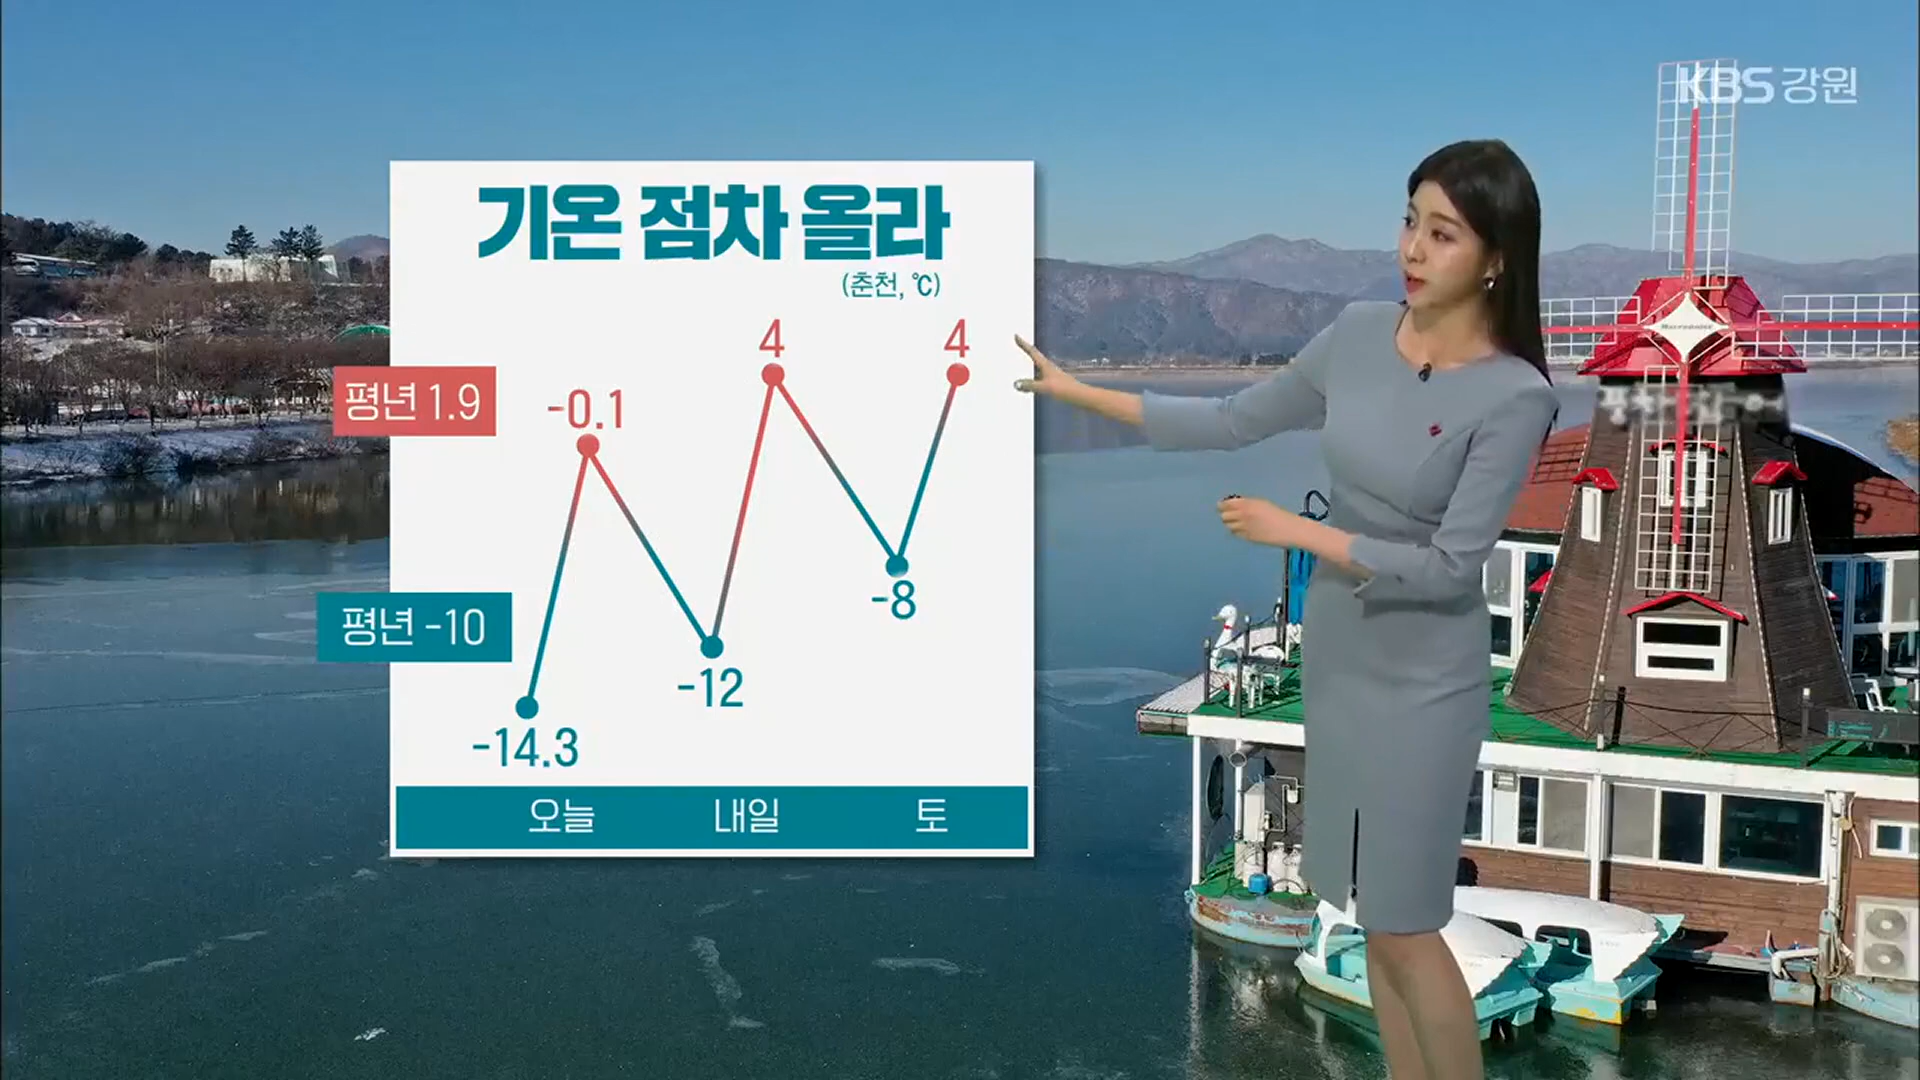 KBS 강원
기온 점차 올라
(춘천, ℃)
평년 1.9
-0.1
4
4
평년 -10
-14.3
-12
-8
오늘
내일
토